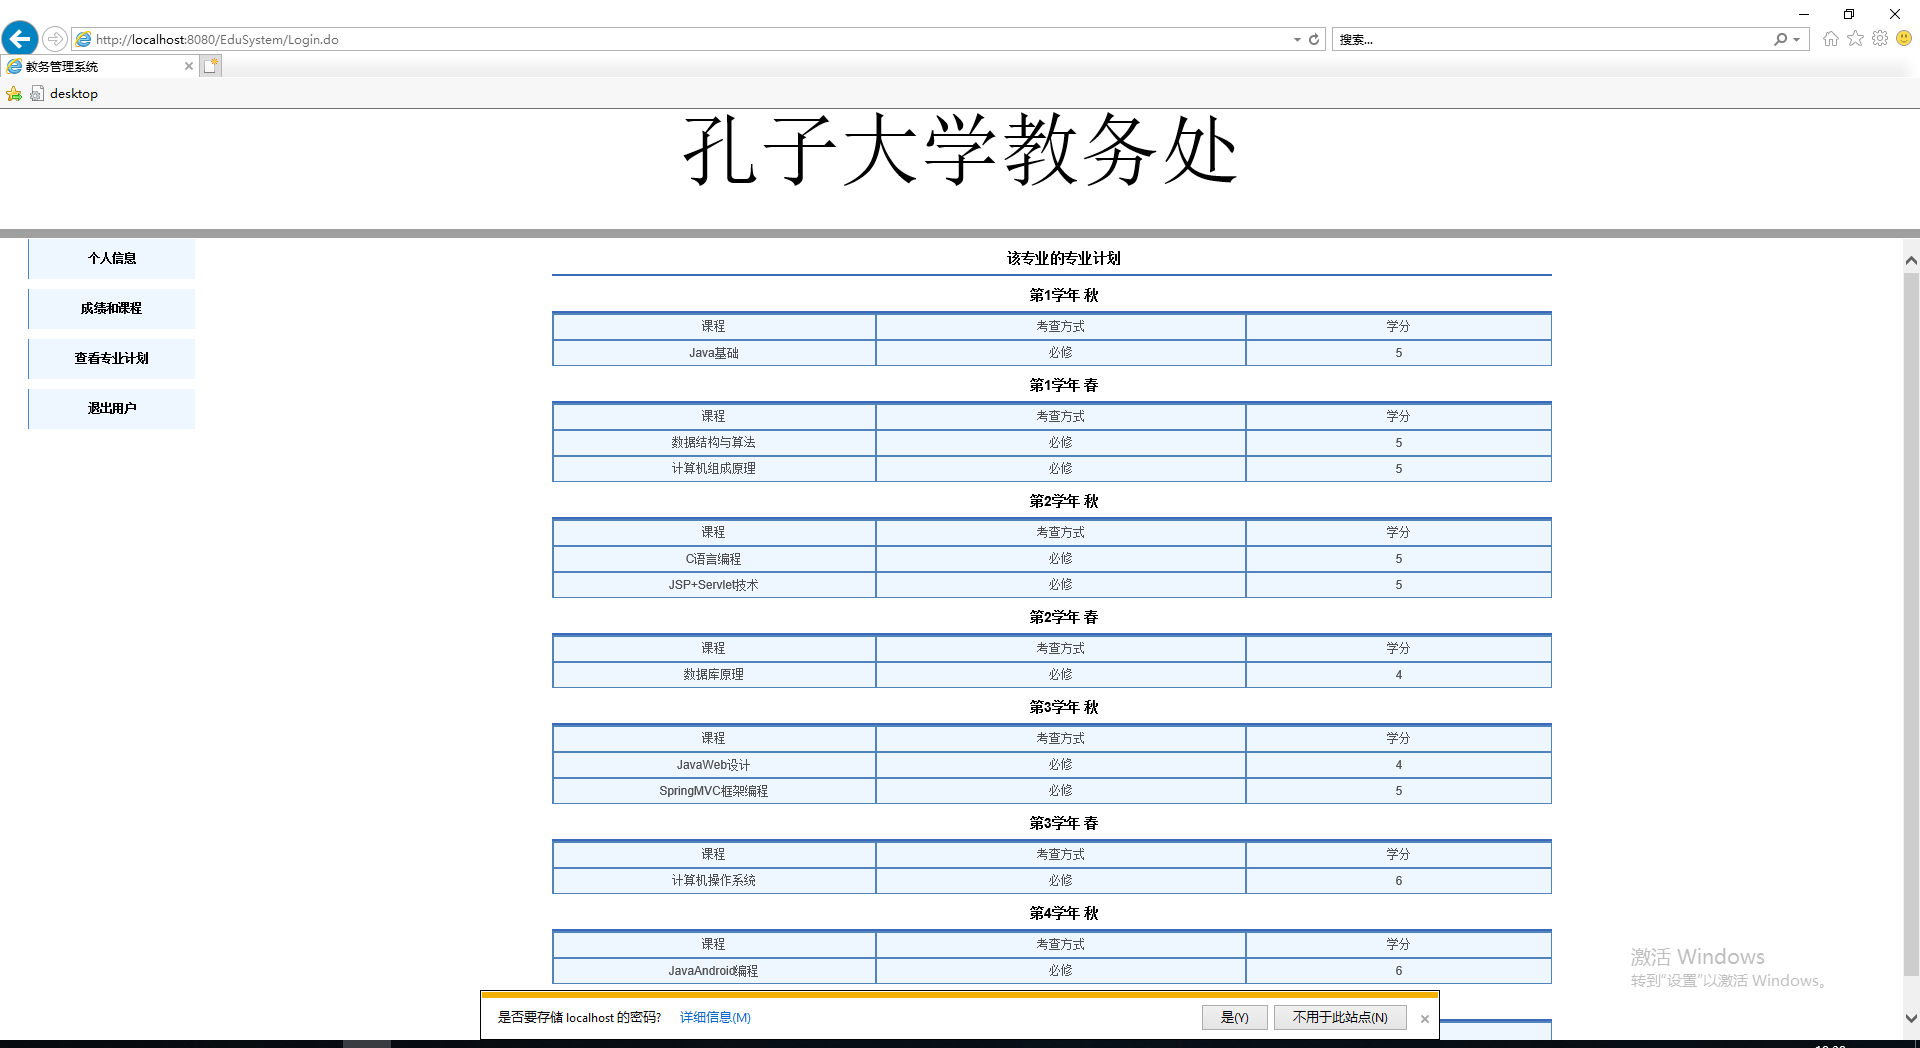 http://localhost:8080/EduSystem/Login.do
搜索...
教务管理系统
desktop
孔子大学教务处
个人信息
成绩和课程
查看专业计划
退出用户
该专业的专业计划
第1学年 秋
课程 考查方式 学分
Java基础 必修 5
第1学年 春
课程 考查方式 学分
数据结构与算法 必修 5
计算机组成原理 必修 5
第2学年 秋
课程 考查方式 学分
C语言编程 必修 5
JSP+Servlet技术 必修 5
第2学年 春
课程 考查方式 学分
数据库原理 必修 4
第3学年 秋
课程 考查方式 学分
JavaWeb设计 必修 4
SpringMVC框架编程 必修 5
第3学年 春
课程 考查方式 学分
计算机操作系统 必修 6
第4学年 秋
课程 考查方式 学分
JavaAndroid编程 必修 6
激活 Windows
转到“设置”以激活 Windows。
是否要存储 localhost 的密码? 详细信息(M) 是(Y) 不用于此站点(N)